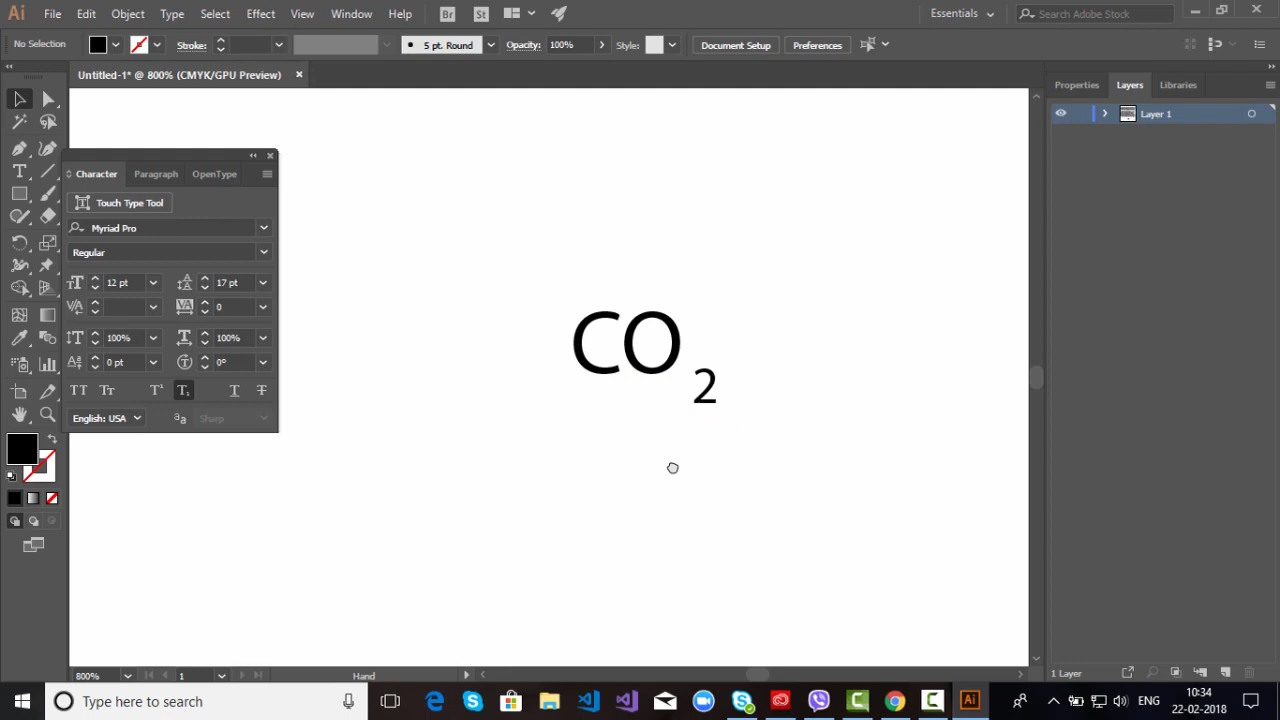 Ai File Edit Object Type Select Effect View Window Help Br St Essentials Search Adobe Stock
No Selection Stroke: 5 pt. Round Opacity: 100% Style: Document Setup Preferences
Untitled-1* @ 800% (CMYK/GPU Preview)
Properties Layers Libraries
Layer 1
Character Paragraph OpenType
Touch Type Tool
Myriad Pro
Regular
12 pt 17 pt
0
100% 100%
0 pt 0°
English: USA Sharp
CO2
800% 1 Hand
1 Layer
Type here to search
ENG
10:34
22-02-2018